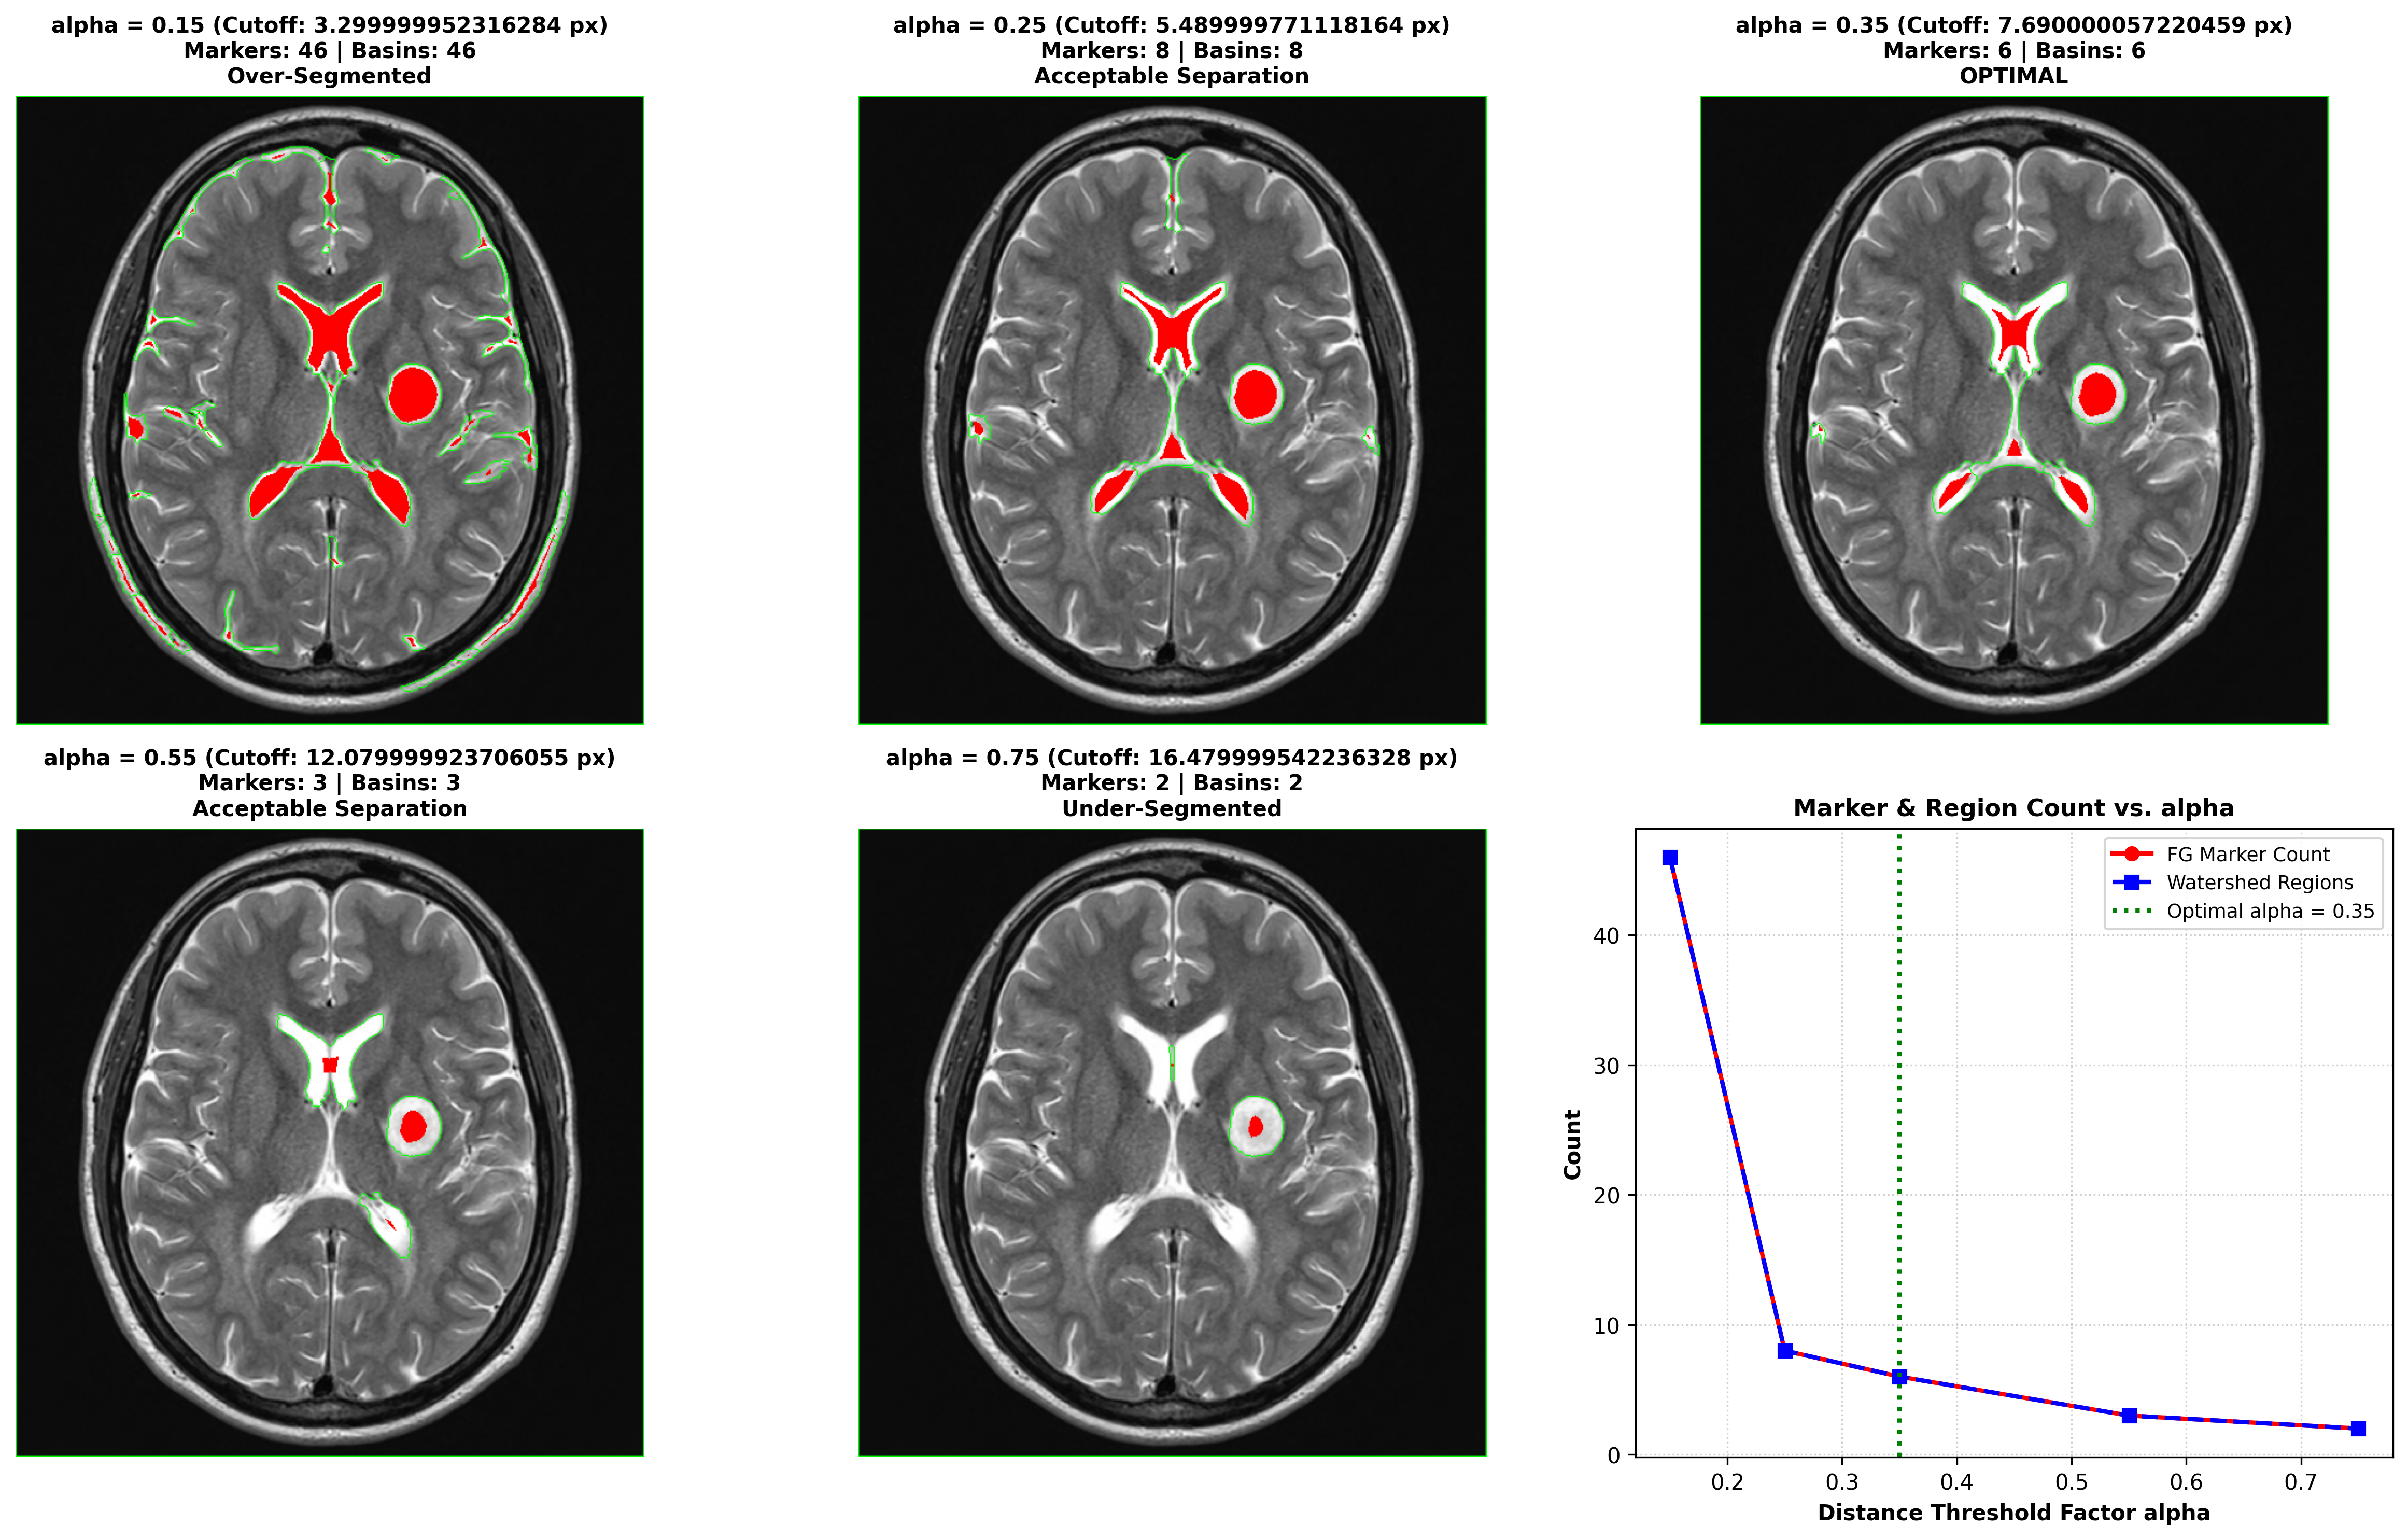 alpha = 0.15 (Cutoff: 3.299999952316284 px)
Markers: 46 | Basins: 46
Over-Segmented
alpha = 0.25 (Cutoff: 5.489999771118164 px)
Markers: 8 | Basins: 8
Acceptable Separation
alpha = 0.35 (Cutoff: 7.690000057220459 px)
Markers: 6 | Basins: 6
OPTIMAL
alpha = 0.55 (Cutoff: 12.079999923706055 px)
Markers: 3 | Basins: 3
Acceptable Separation
alpha = 0.75 (Cutoff: 16.479999542236328 px)
Markers: 2 | Basins: 2
Under-Segmented
Marker & Region Count vs. alpha
FG Marker Count
Watershed Regions
Optimal alpha = 0.35
Count
40
30
20
10
0
0.2 0.3 0.4 0.5 0.6 0.7
Distance Threshold Factor alpha